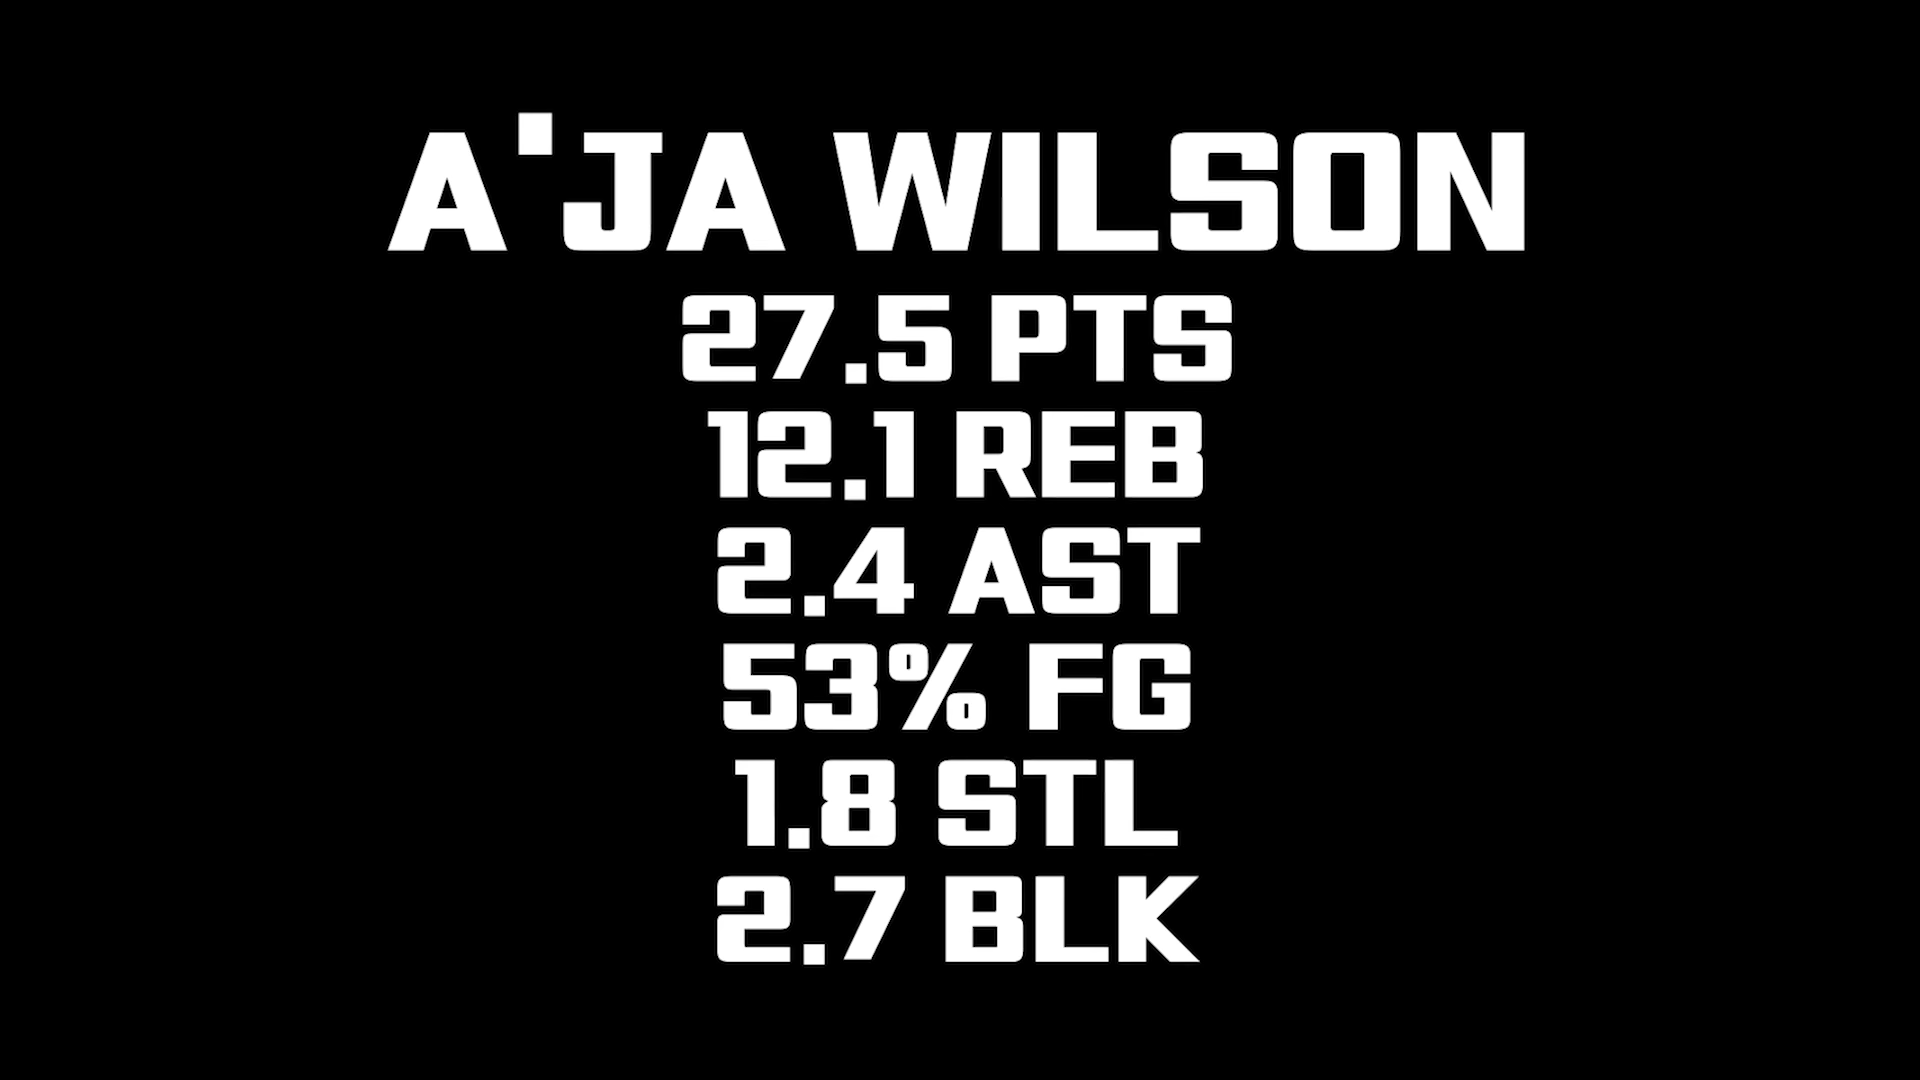 A'JA WILSON
27.5 PTS
12.1 REB
2.4 AST
53% FG
1.8 STL
2.7 BLK